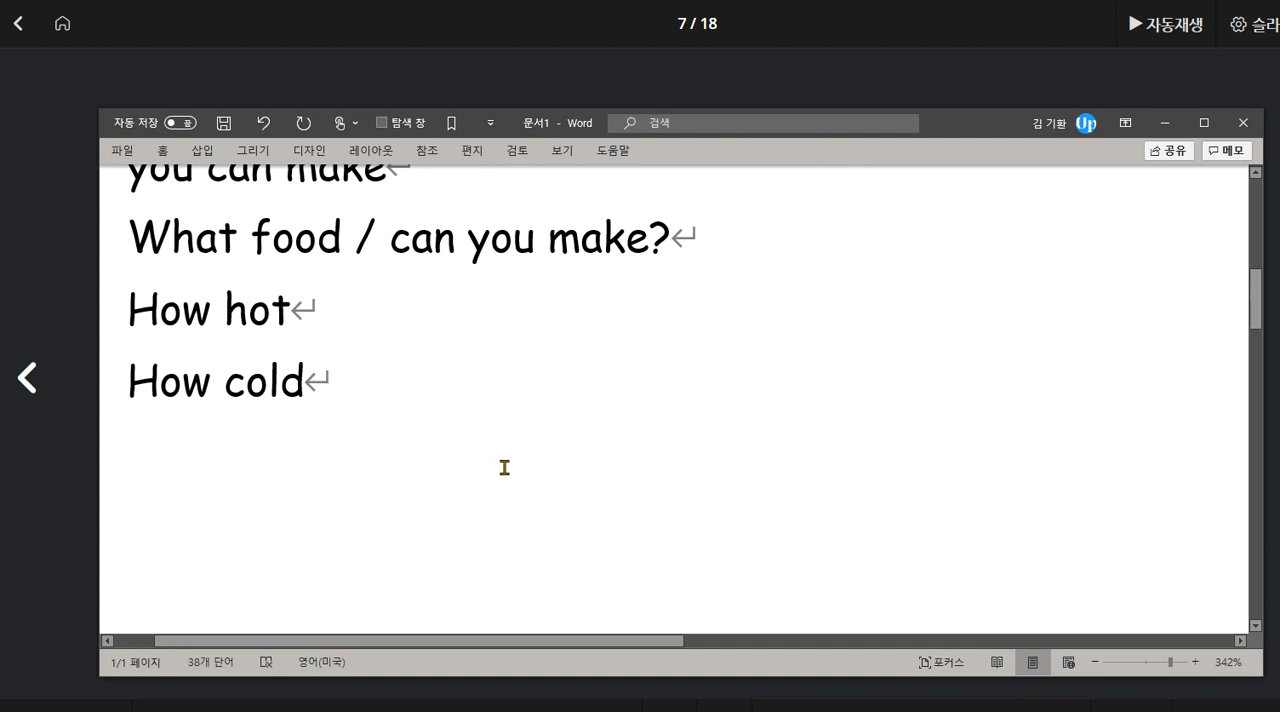 7 / 18
▶ 자동재생
슬라
자동 저장 끔
탐색 창
문서1 - Word
검색
김 기환
Up
파일 홈 삽입 그리기 디자인 레이아웃 참조 편지 검토 보기 도움말
공유 메모
you can make
What food / can you make?
How hot
How cold
1/1 페이지 38개 단어 영어(미국)
포커스
342%